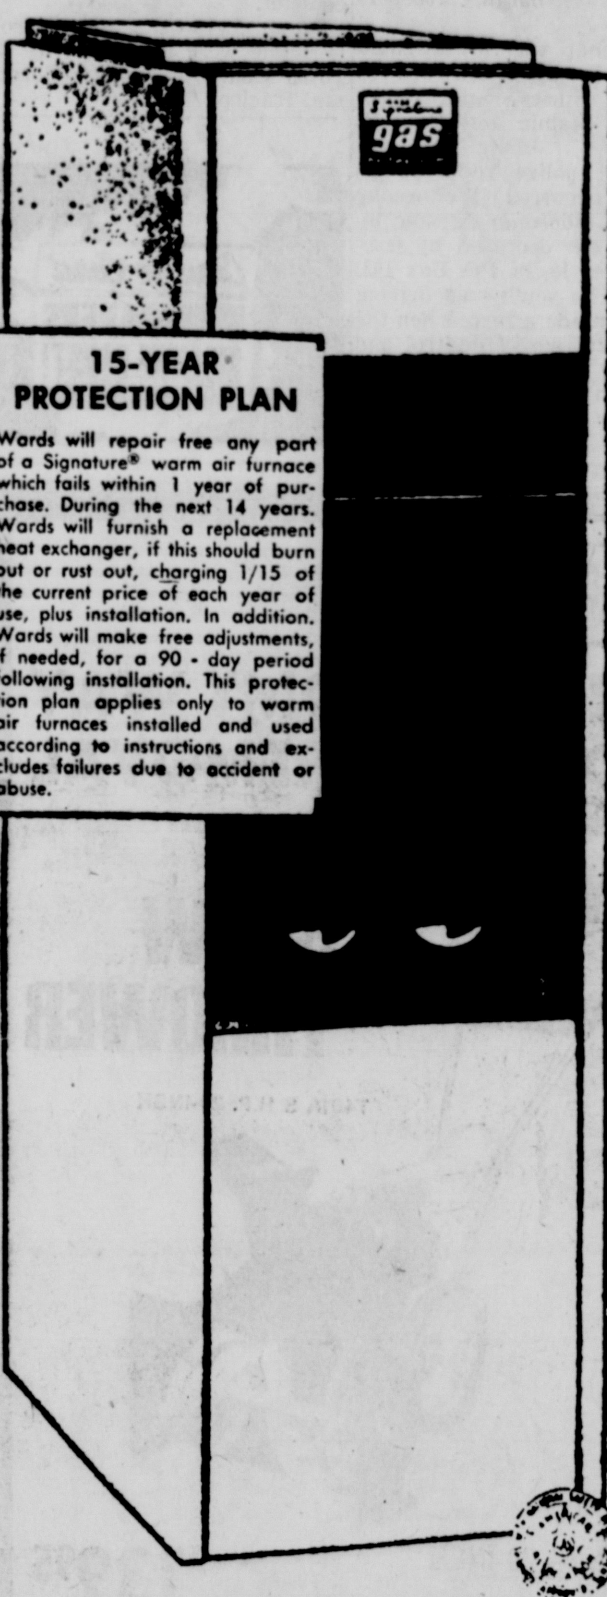 Signature
gas
15-YEAR
PROTECTION PLAN
Wards will repair free any part
of a Signature® warm air furnace
which fails within 1 year of pur-
chase. During the next 14 years.
Wards will furnish a replacement
heat exchanger, if this should burn
out or rust out, charging 1/15 of
the current price of each year of
use, plus installation. In addition.
Wards will make free adjustments,
if needed, for a 90 - day period
following installation. This protec-
tion plan applies only to warm
air furnaces installed and used
according to instructions and ex-
cludes failures due to accident or
abuse.